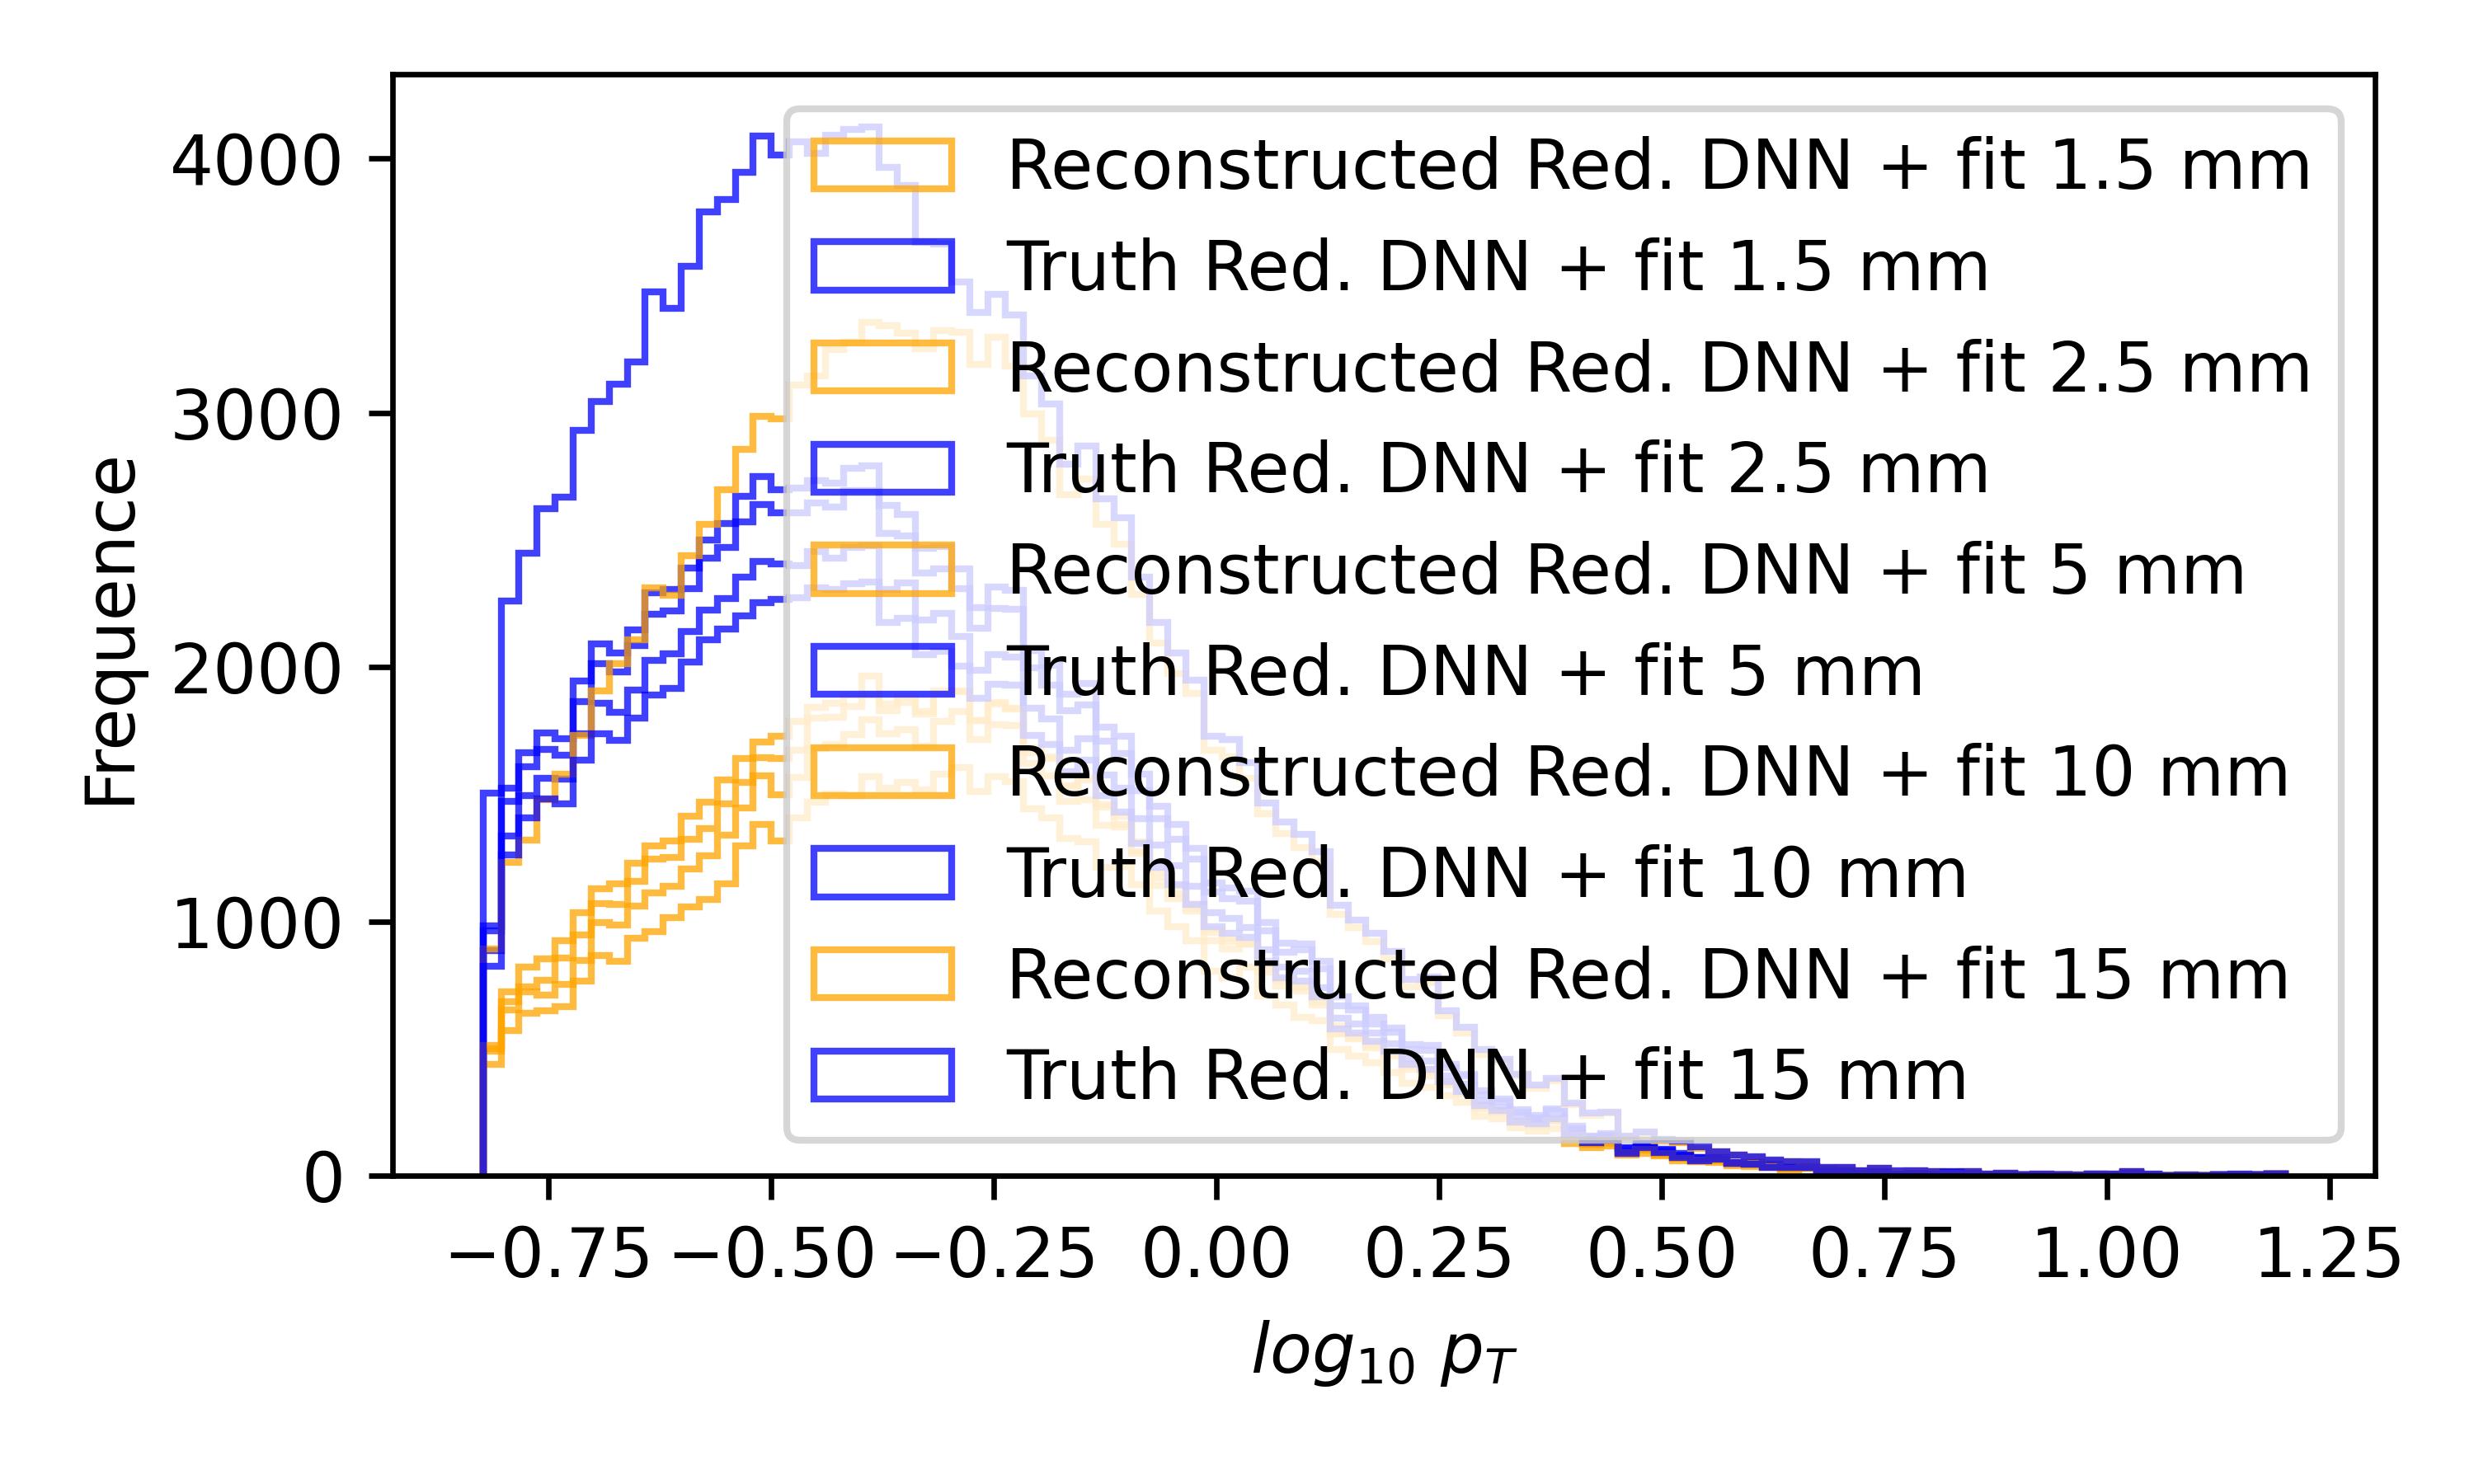 4000
3000
2000
1000
0
Frequence
Reconstructed Red. DNN + fit 1.5 mm
Truth Red. DNN + fit 1.5 mm
Reconstructed Red. DNN + fit 2.5 mm
Truth Red. DNN + fit 2.5 mm
Reconstructed Red. DNN + fit 5 mm
Truth Red. DNN + fit 5 mm
Reconstructed Red. DNN + fit 10 mm
Truth Red. DNN + fit 10 mm
Reconstructed Red. DNN + fit 15 mm
Truth Red. DNN + fit 15 mm
−0.75 −0.50 −0.25 0.00 0.25 0.50 0.75 1.00 1.25
log₁₀ p_T